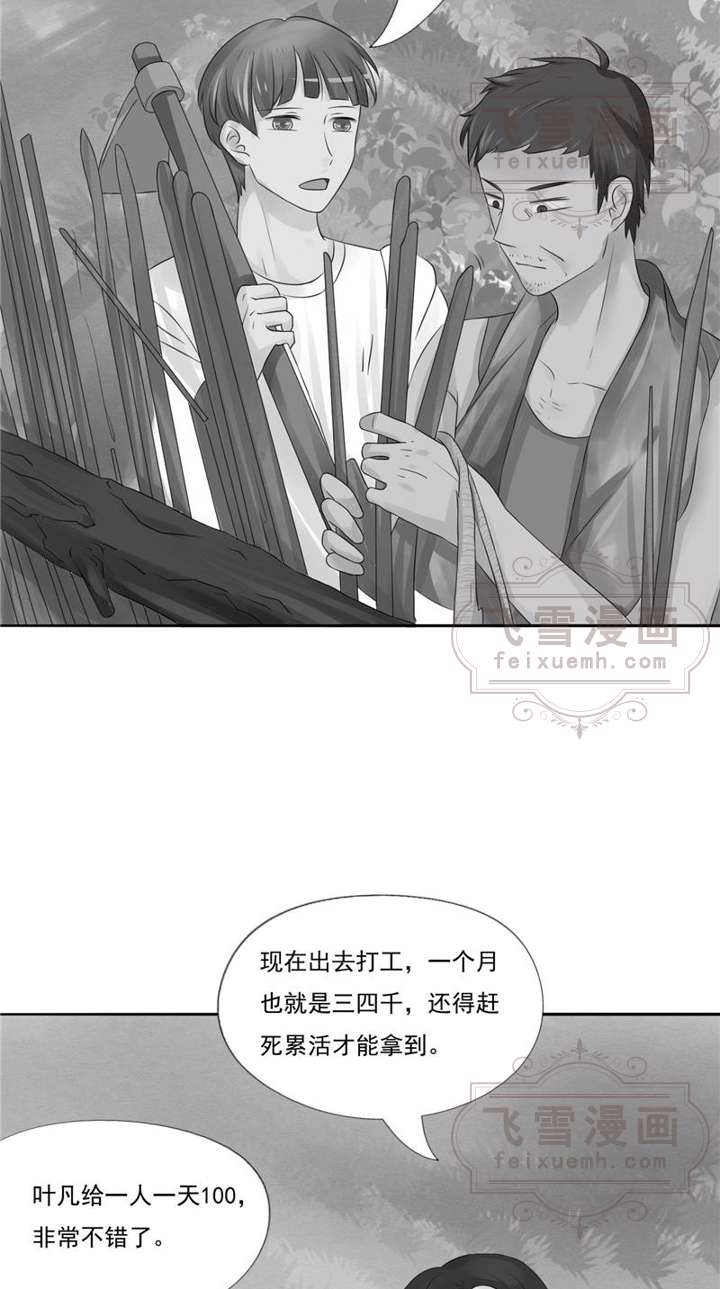 飞雪漫画
feixuemh.com
飞雪漫画
feixuemh.com
现在出去打工，一个月
也就是三四千，还得赶
死累活才能拿到。
飞雪漫画
feixuemh.com
叶凡给一人一天100，
非常不错了。